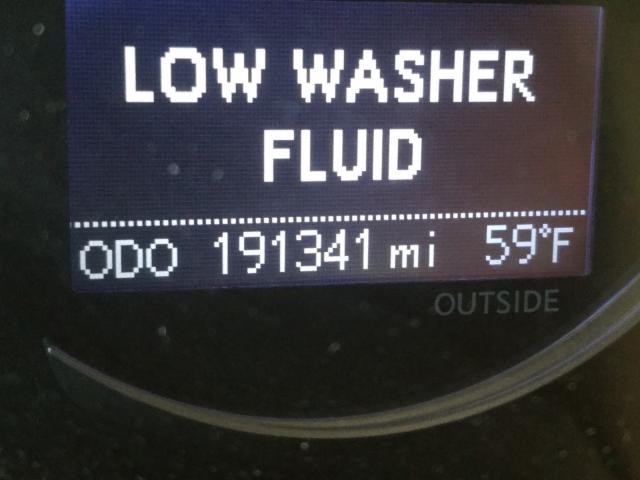 LOW WASHER
FLUID
ODO 191341 mi 59°F
OUTSIDE